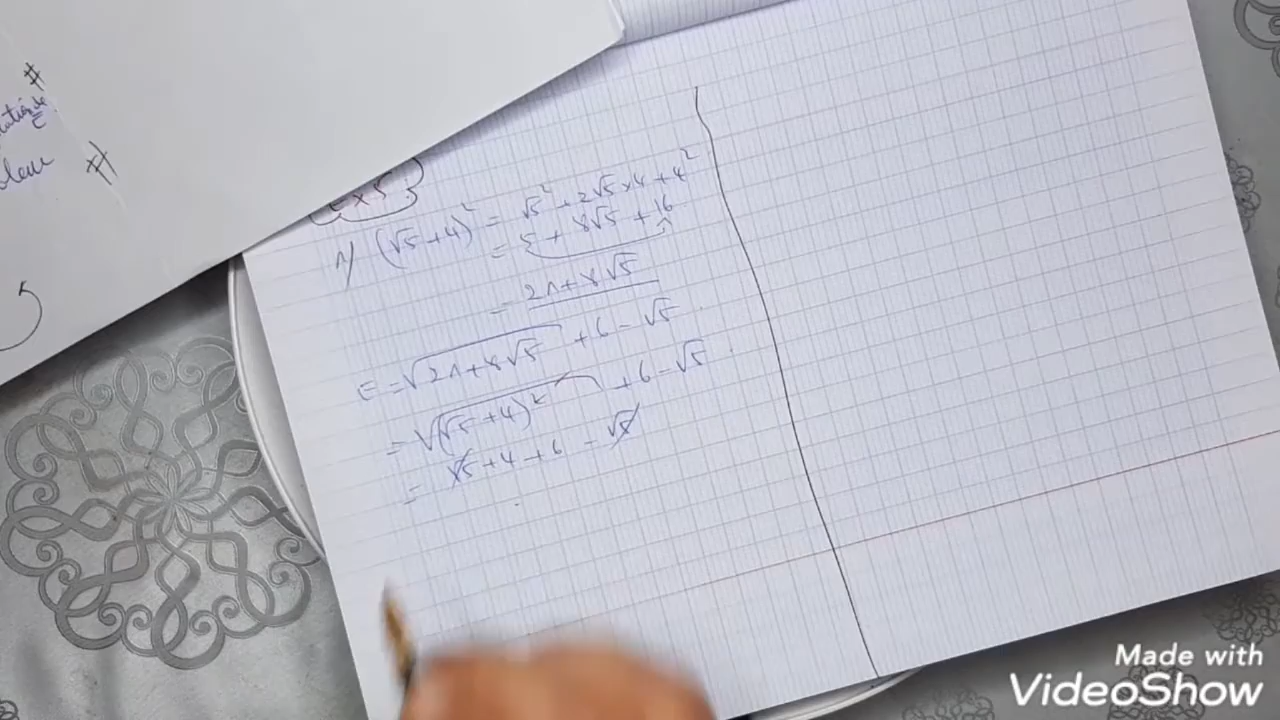 #
#
× 5
1) (√5 + 4)² = √5² + 2√5 × 4 + 4²
= 5 + 8√5 + 16
= 21 + 8√5
E = √(21 + 8√5) + 6 - √5
= √((√5 + 4)²) + 6 - √5
= √5 + 4 + 6 - √5
Made with
VideoShow